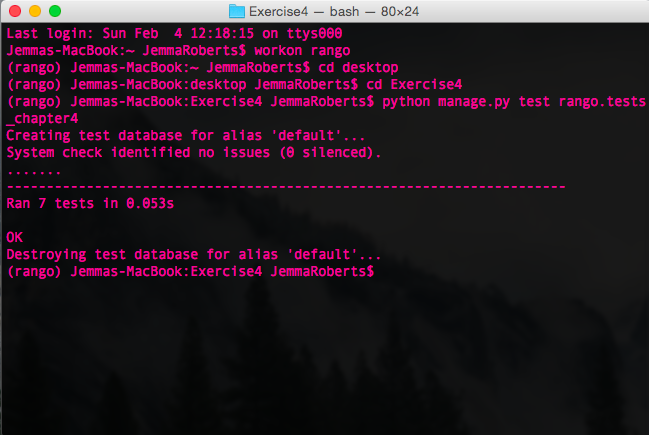 Exercise4 — bash — 80×24
Last login: Sun Feb  4 12:18:15 on ttys000
Jemmas-MacBook:~ JemmaRoberts$ workon rango
(rango) Jemmas-MacBook:~ JemmaRoberts$ cd desktop
(rango) Jemmas-MacBook:desktop JemmaRoberts$ cd Exercise4
(rango) Jemmas-MacBook:Exercise4 JemmaRoberts$ python manage.py test rango.tests
_chapter4
Creating test database for alias 'default'...
System check identified no issues (0 silenced).
.......
----------------------------------------------------------------------
Ran 7 tests in 0.053s

OK
Destroying test database for alias 'default'...
(rango) Jemmas-MacBook:Exercise4 JemmaRoberts$